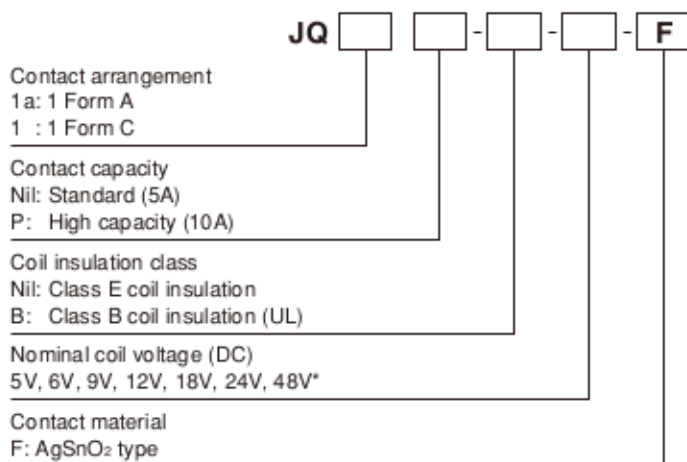 JQ - - - F
Contact arrangement
1a: 1 Form A
1 : 1 Form C
Contact capacity
Nil: Standard (5A)
P: High capacity (10A)
Coil insulation class
Nil: Class E coil insulation
B: Class B coil insulation (UL)
Nominal coil voltage (DC)
5V, 6V, 9V, 12V, 18V, 24V, 48V*
Contact material
F: AgSnO₂ type